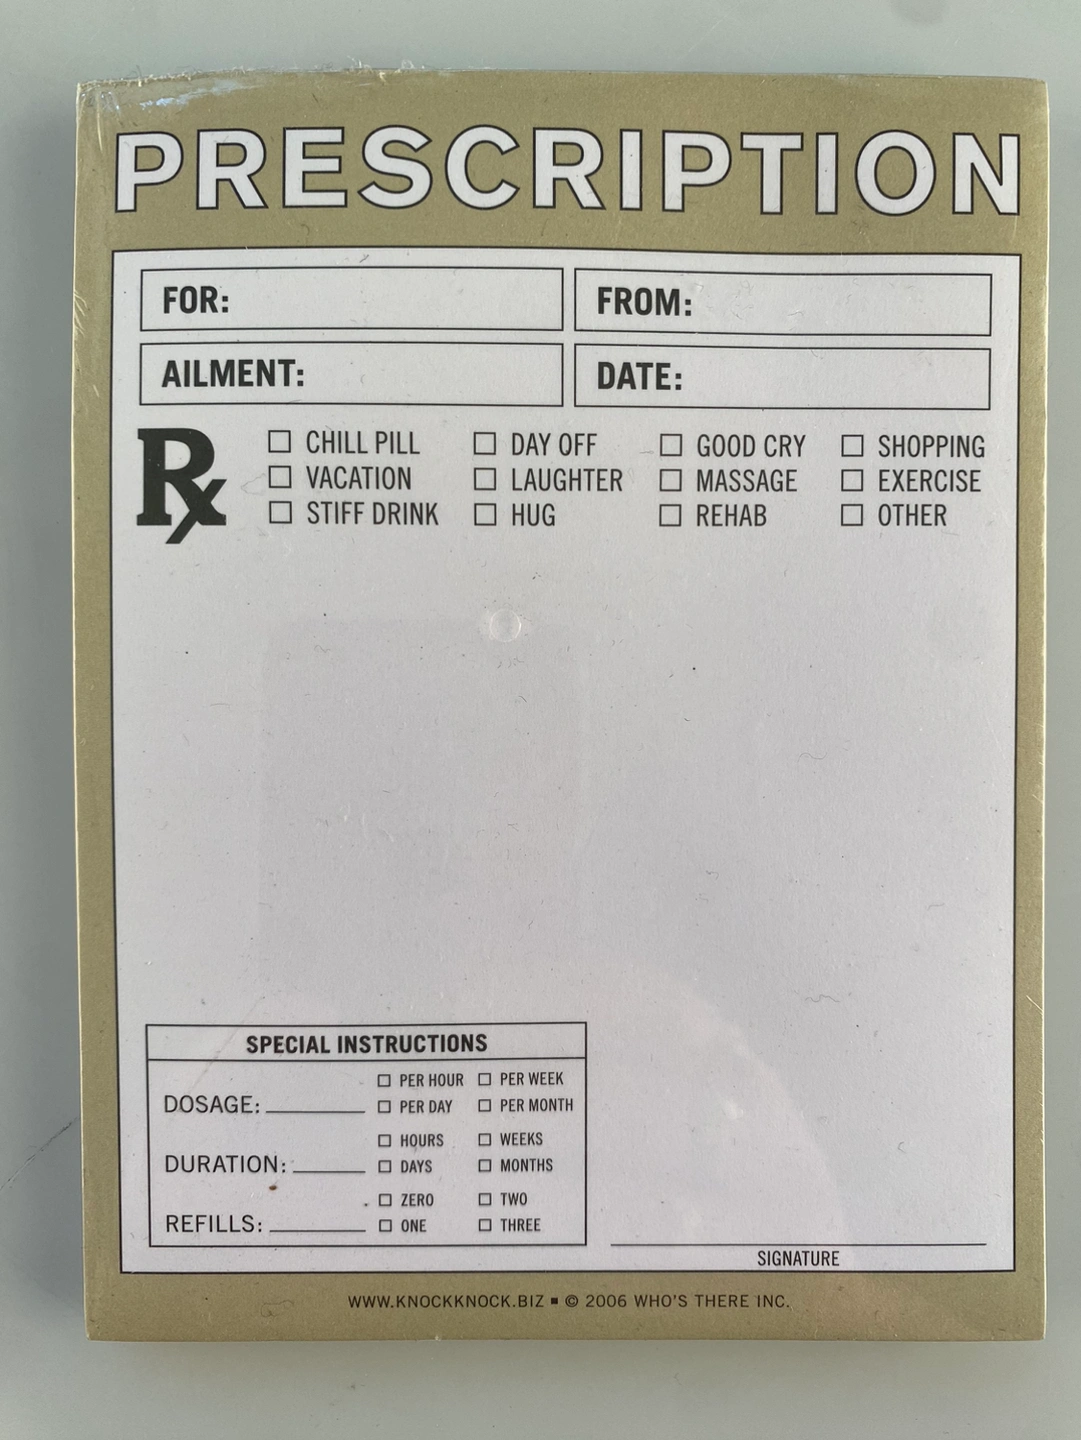 PRESCRIPTION
FOR: FROM:
AILMENT: DATE:
Rx
☐ CHILL PILL ☐ DAY OFF ☐ GOOD CRY ☐ SHOPPING
☐ VACATION ☐ LAUGHTER ☐ MASSAGE ☐ EXERCISE
☐ STIFF DRINK ☐ HUG ☐ REHAB ☐ OTHER
SPECIAL INSTRUCTIONS
☐ PER HOUR ☐ PER WEEK
DOSAGE: ☐ PER DAY ☐ PER MONTH
☐ HOURS ☐ WEEKS
DURATION: ☐ DAYS ☐ MONTHS
☐ ZERO ☐ TWO
REFILLS: ☐ ONE ☐ THREE
SIGNATURE
WWW.KNOCKKNOCK.BIZ ▪ © 2006 WHO'S THERE INC.